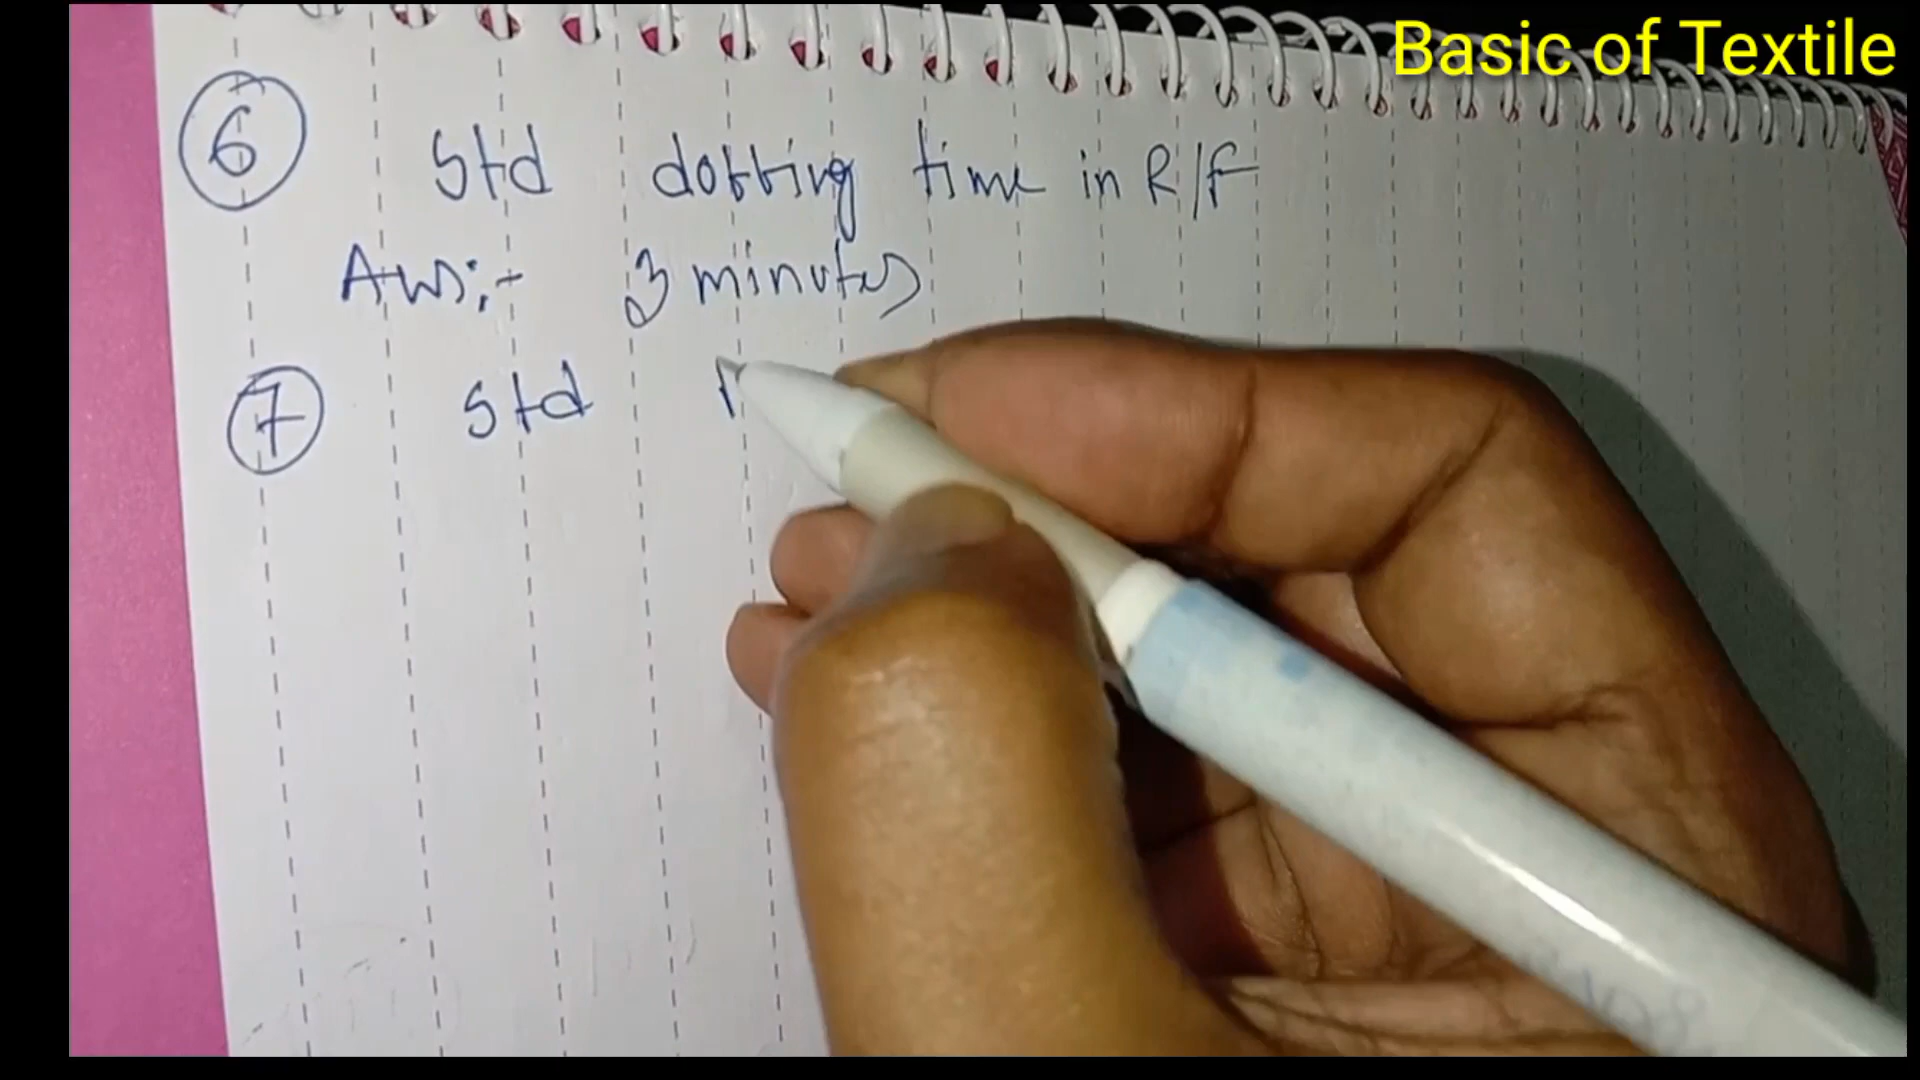 Basic of Textile
6 Std doffing time in R/F
Ans:- 3 minutes
7 Std